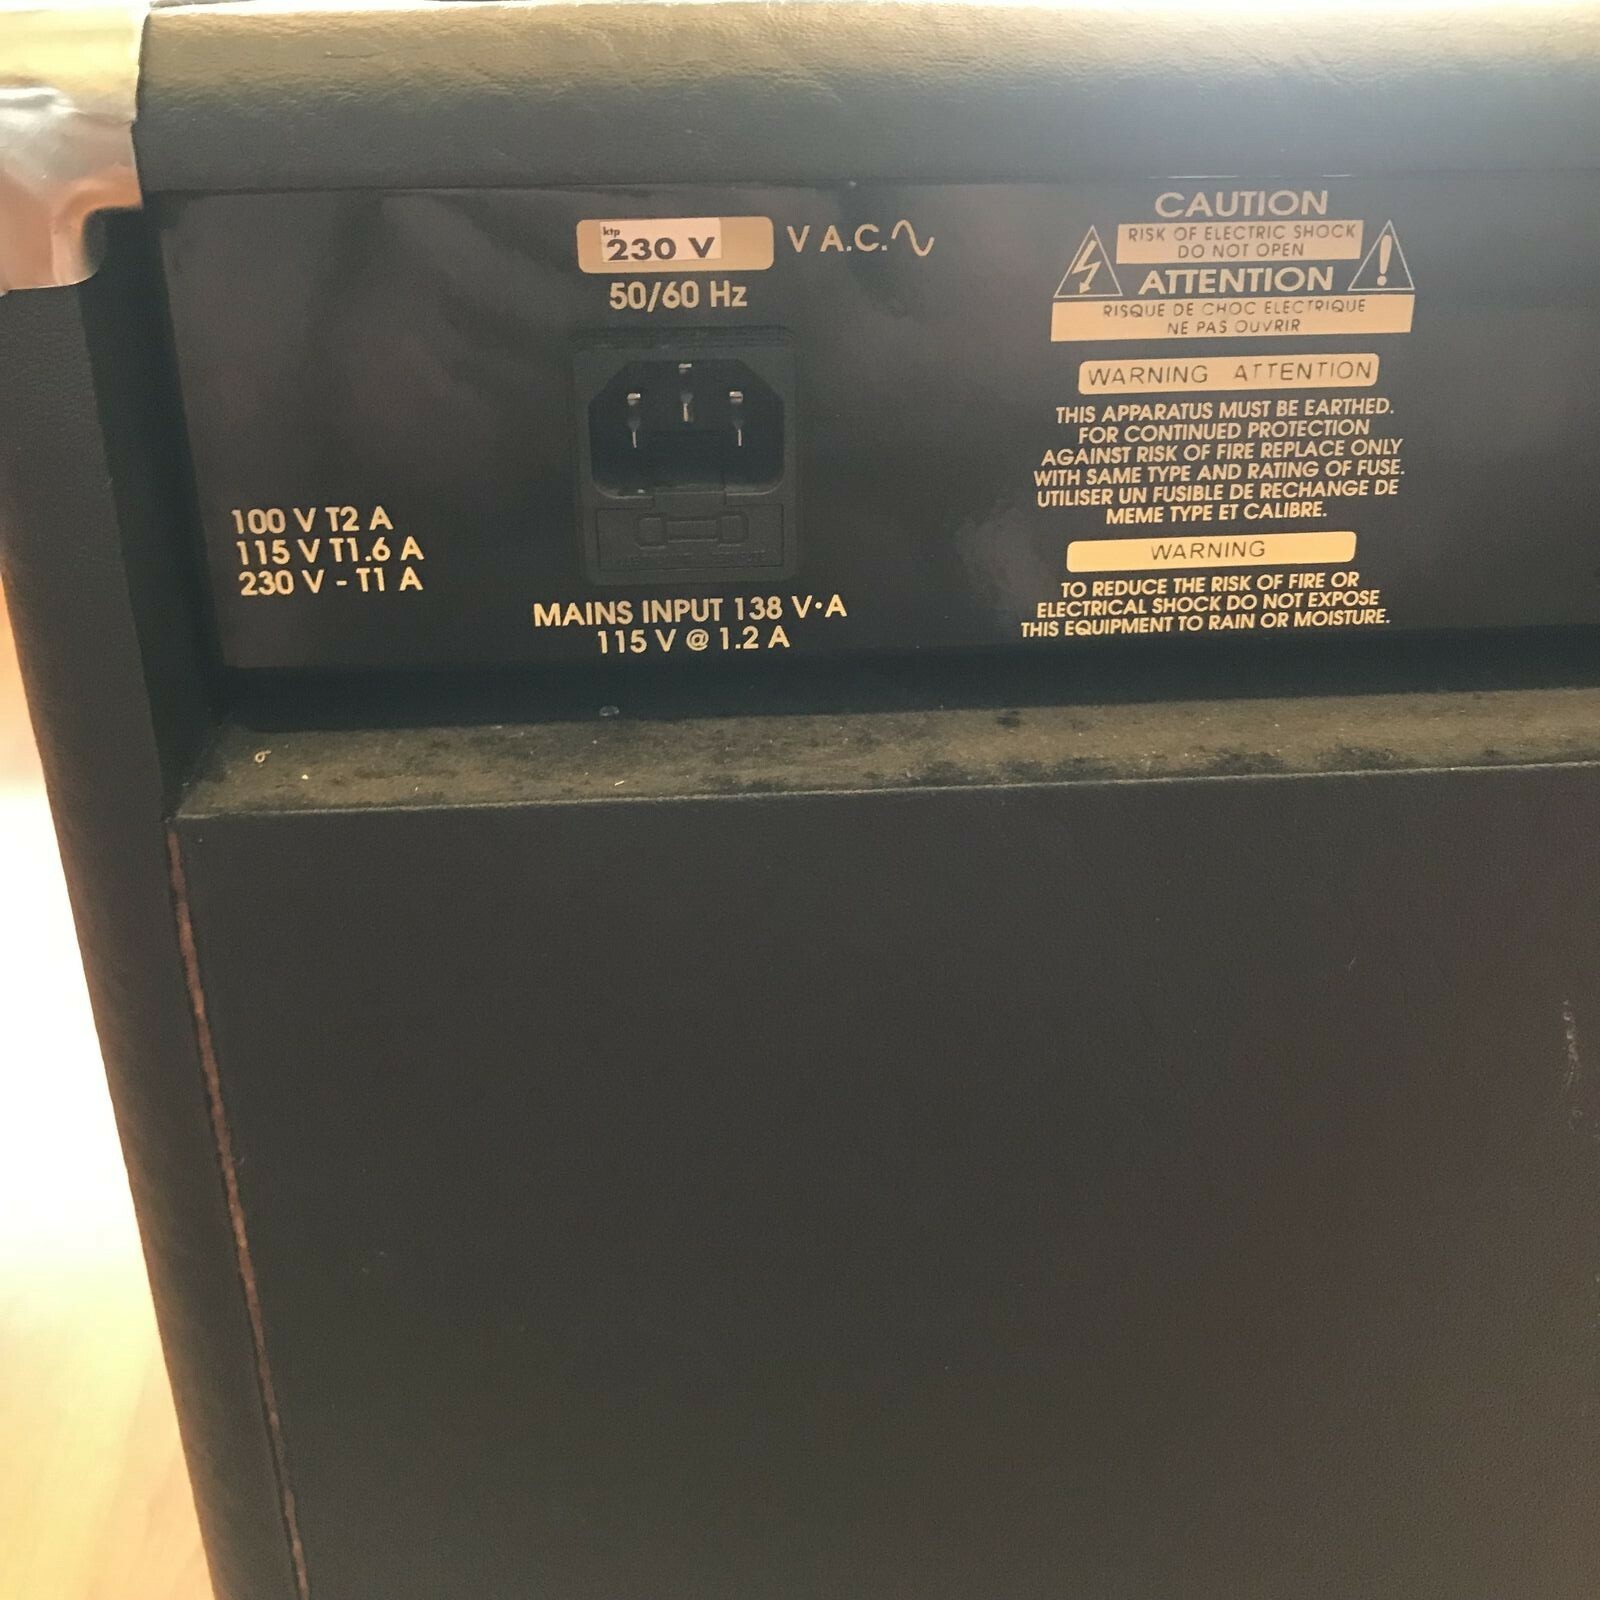 ktp
230 V
V A.C.
50/60 Hz
CAUTION
RISK OF ELECTRIC SHOCK
DO NOT OPEN
ATTENTION
RISQUE DE CHOC ELECTRIQUE
NE PAS OUVRIR
WARNING ATTENTION
THIS APPARATUS MUST BE EARTHED.
FOR CONTINUED PROTECTION
AGAINST RISK OF FIRE REPLACE ONLY
WITH SAME TYPE AND RATING OF FUSE.
UTILISER UN FUSIBLE DE RECHANGE DE
MEME TYPE ET CALIBRE.
WARNING
TO REDUCE THE RISK OF FIRE OR
ELECTRICAL SHOCK DO NOT EXPOSE
THIS EQUIPMENT TO RAIN OR MOISTURE.
100 V T2 A
115 V T1.6 A
230 V - T1 A
MAINS INPUT 138 V·A
115 V @ 1.2 A